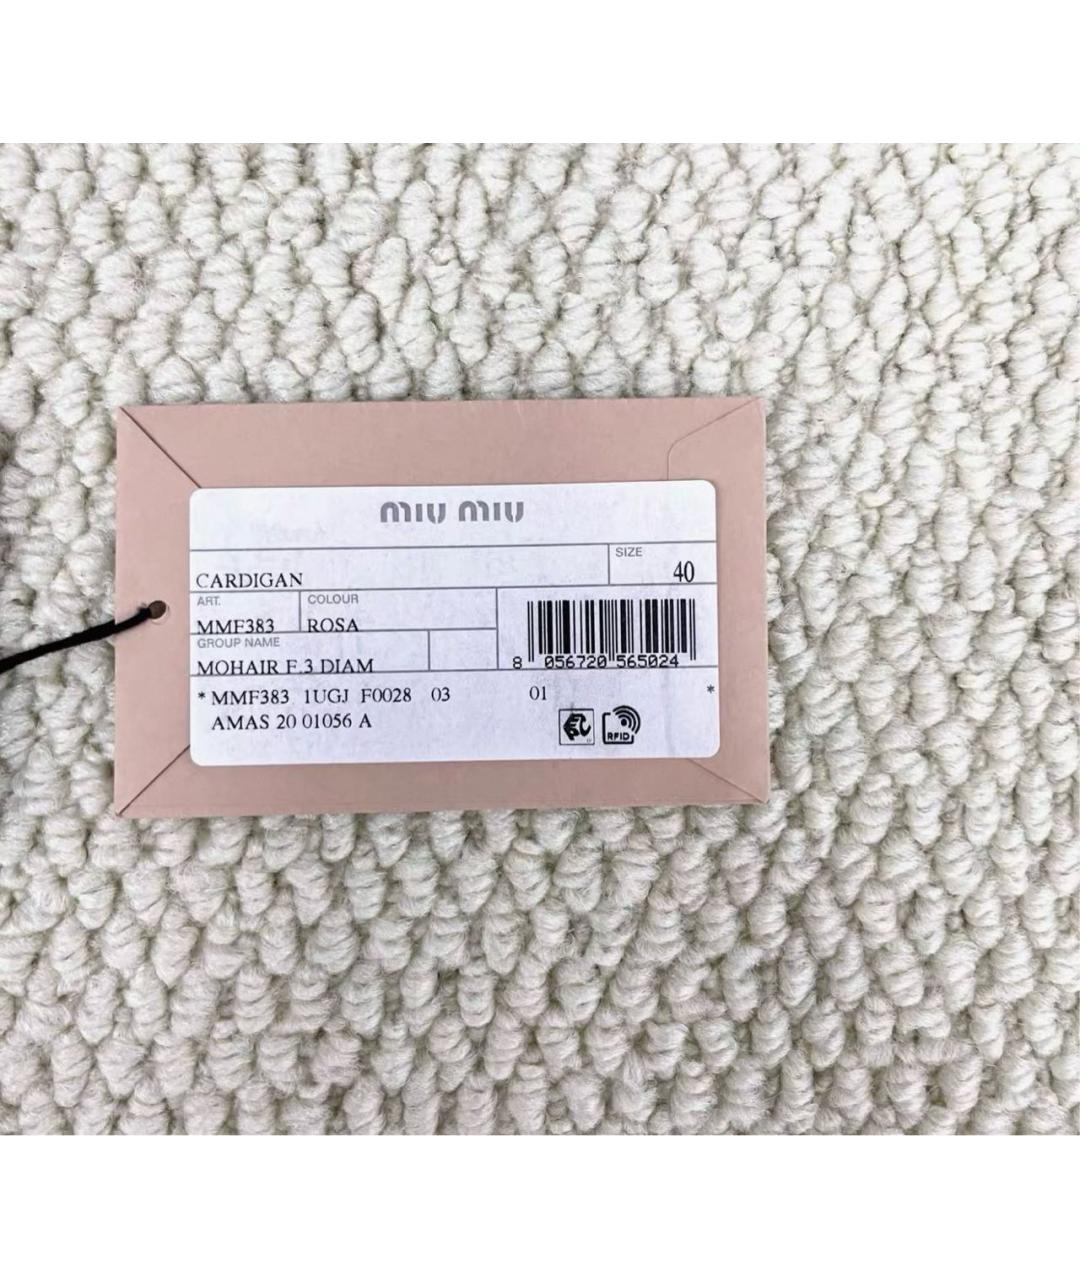 MIU MIU
SIZE
CARDIGAN 40
ART. COLOUR
MMF383 ROSA
GROUP NAME
MOHAIR F.3 DIAM
8 056720 565024
* MMF383 1UGJ F0028 03 01 *
AMAS 20 01056 A
RFID